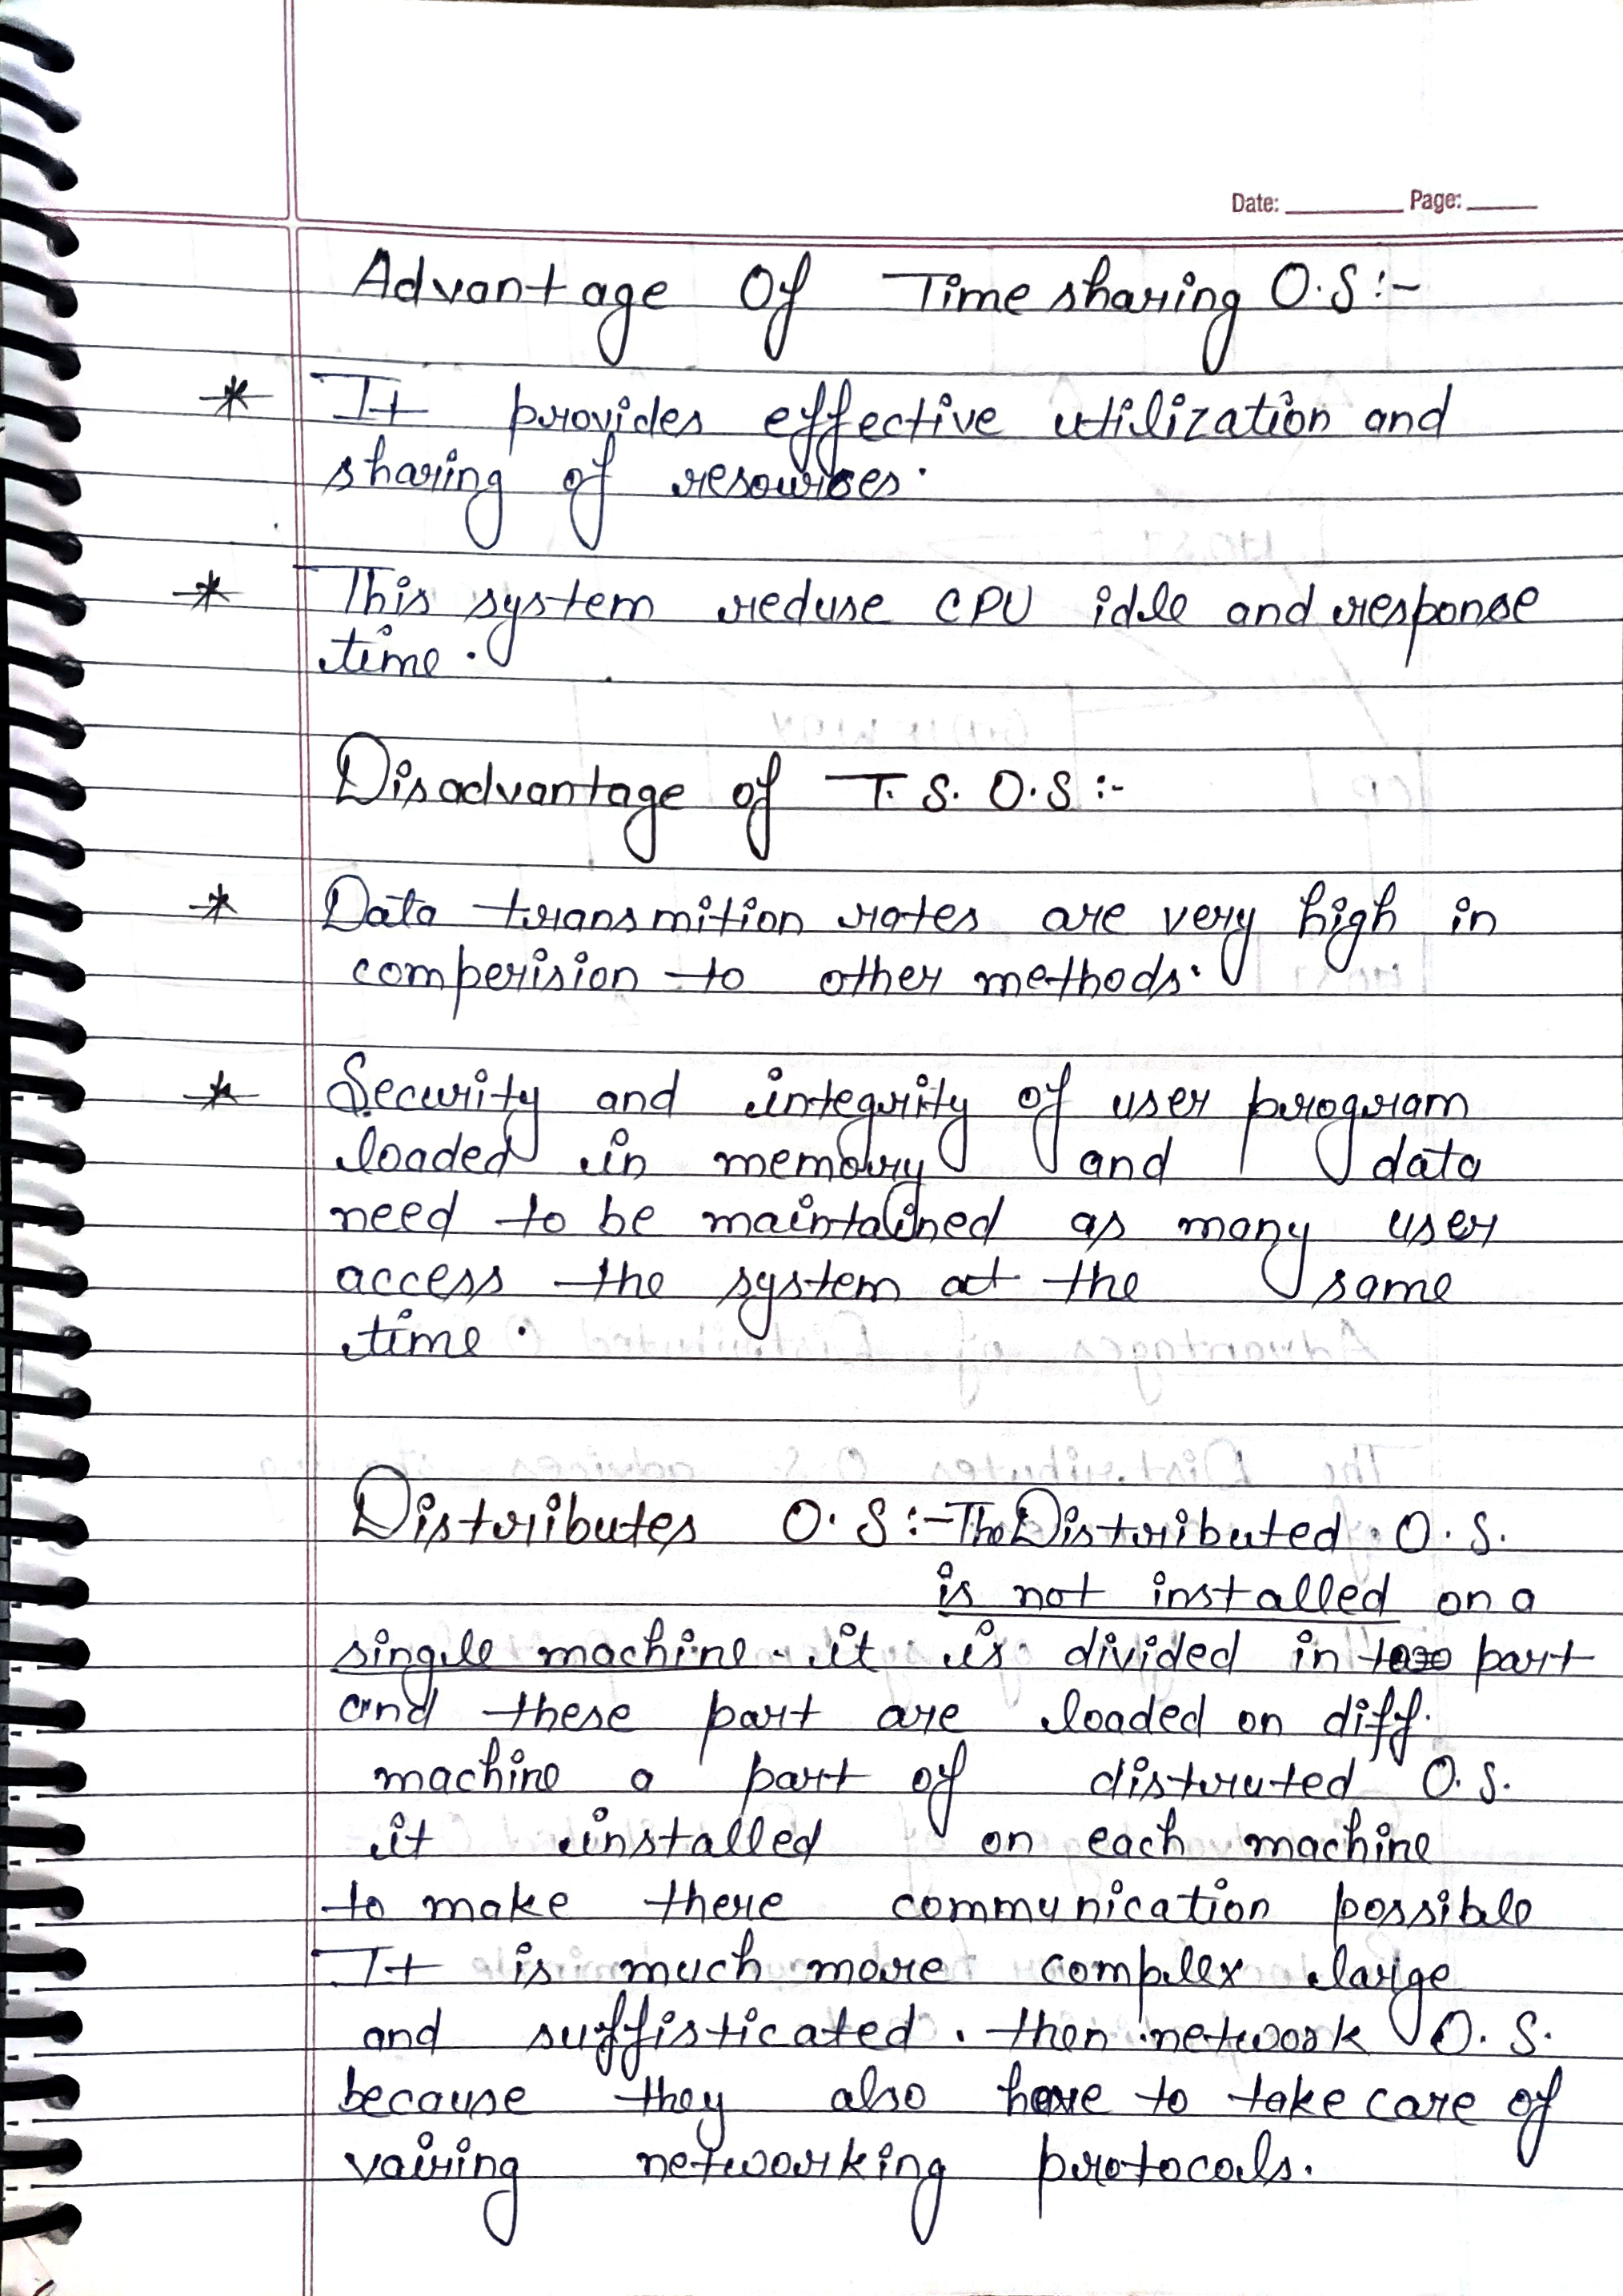 Date: Page:
Advantage Of Time sharing O.S:-
* It provides effective utilization and
sharing of resources.
* This system reduse CPU idle and response
time.
Disadvantage of T.S.O.S:-
* Data transmition rates are very high in
comperision to other methods.
* Security and integrity of user program
loaded in memory and data
need to be maintained as many user
access the system at the same
time.
Distributes O.S:- The Distributed O.S.
is not installed on a
single machine. it is divided in part
and these part are loaded on diff.
machine a part of distruted O.S.
it installed on each machine
to make there communication possible
It is much more complex large
and suffisticated. then network O.S.
because they also have to take care of
vairing networking protocals.